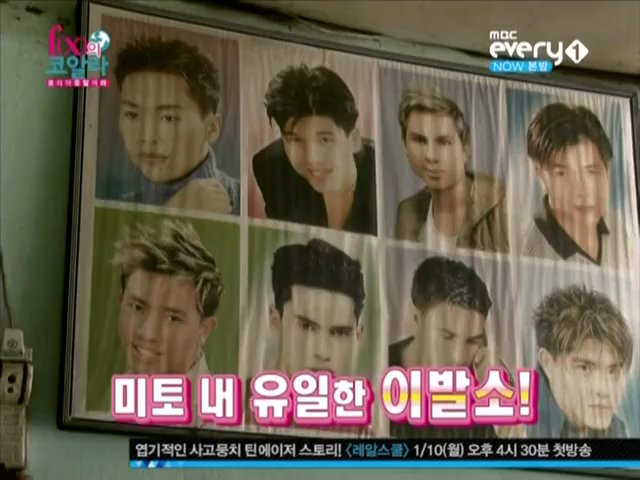 f(x)의
코알라
mbc
every1
NOW 본방
미토 내 유일한 이발소!
엽기적인 사고뭉치 틴에이저 스토리! <레알스쿨> 1/10(월) 오후 4시 30분 첫방송